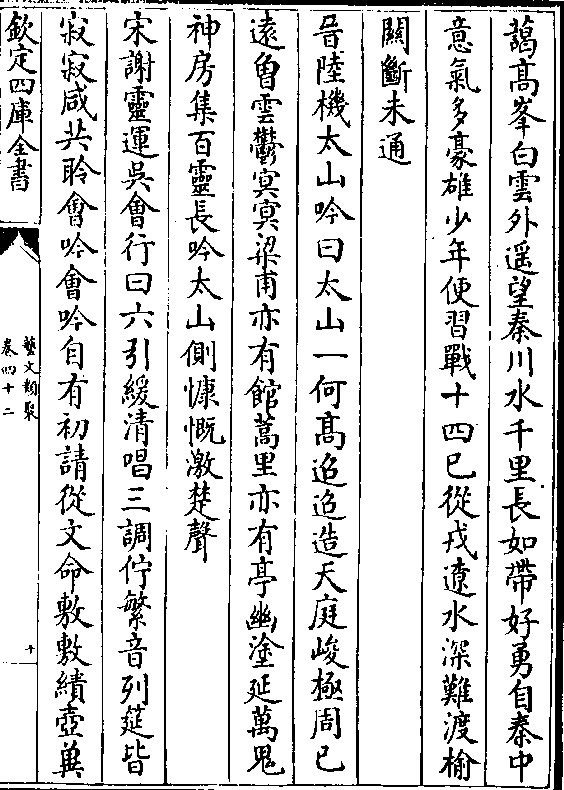 藹高峯白雲外遥望秦川水千里長如帶好勇自秦中
意氣多豪雄少年便習戰十四已從戎遼水深難渡榆
關斷未通
晉陸機太山吟曰太山一何髙迢迢造天庭峻極周已
逺曾雲鬱㝠㝠梁甫亦有館蒿里亦有亭幽塗延萬鬼
神房集百靈長吟太山側慷慨激楚聲
宋謝靈運吳會行曰六引緩清唱三調佇繁音列筵皆
寂寂咸共聆會吟會吟自有初請從文命敷敷績壺冀
欽定四庫全書
藝文類聚
卷四十二
十